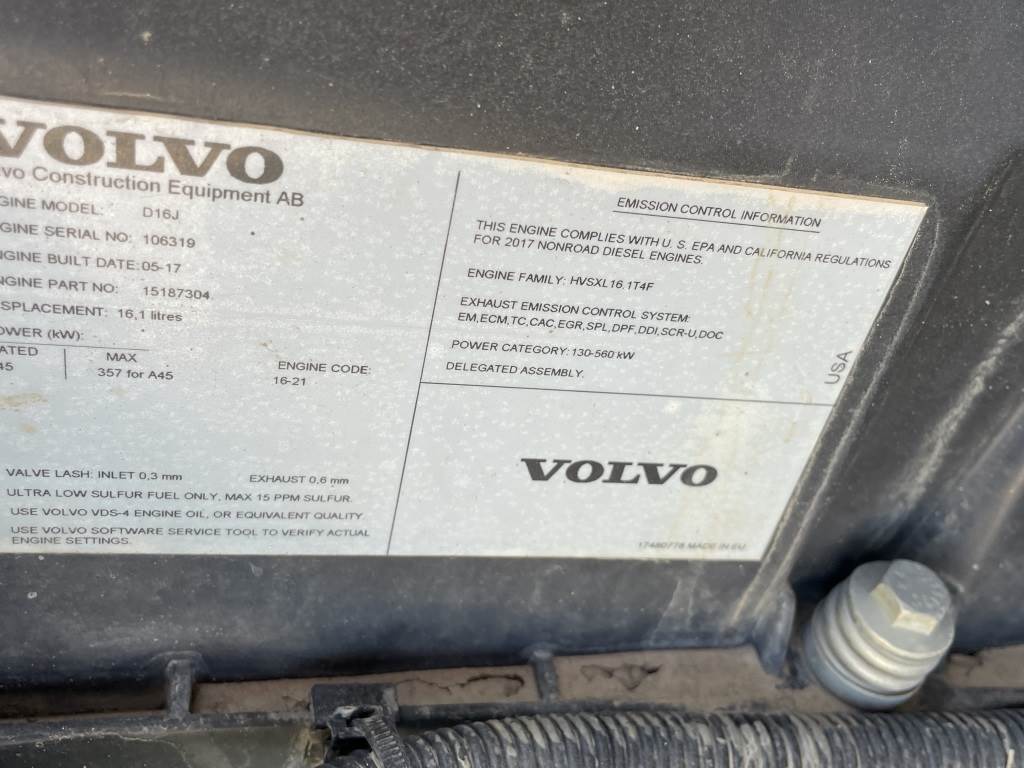 VOLVO
vo Construction Equipment AB
GINE MODEL: D16J
GINE SERIAL NO: 106319
GINE BUILT DATE: 05-17
NGINE PART NO: 15187304
SPLACEMENT: 16,1 litres
OWER (kW):
ATED MAX
45 357 for A45
ENGINE CODE:
16-21
VALVE LASH: INLET 0,3 mm EXHAUST 0,6 mm
ULTRA LOW SULFUR FUEL ONLY, MAX 15 PPM SULFUR.
USE VOLVO VDS-4 ENGINE OIL, OR EQUIVALENT QUALITY
USE VOLVO SOFTWARE SERVICE TOOL TO VERIFY ACTUAL
ENGINE SETTINGS.
EMISSION CONTROL INFORMATION
THIS ENGINE COMPLIES WITH U. S. EPA AND CALIFORNIA REGULATIONS
FOR 2017 NONROAD DIESEL ENGINES.
ENGINE FAMILY: HVSXL16.1T4F
EXHAUST EMISSION CONTROL SYSTEM:
EM,ECM,TC,CAC,EGR,SPL,DPF,DDI,SCR-U,DOC
POWER CATEGORY: 130-560 kW
DELEGATED ASSEMBLY.
USA
VOLVO
17480778 MADE IN EU